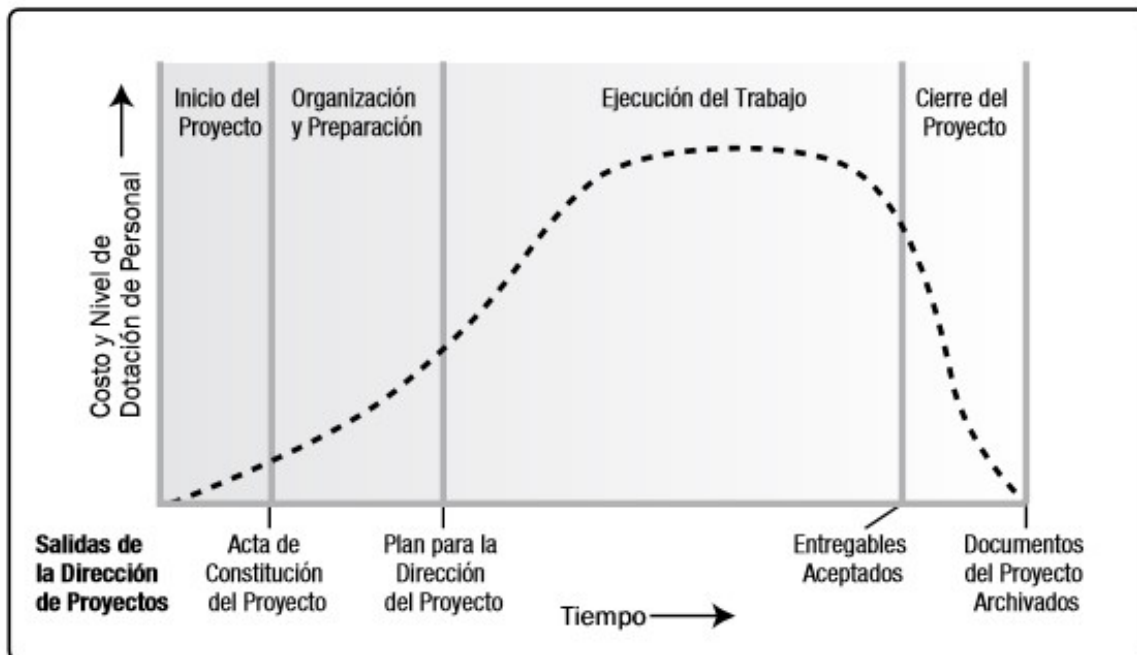 Inicio del
Proyecto
Organización
y Preparación
Ejecución del Trabajo
Cierre del
Proyecto
Costo y Nivel de
Dotación de Personal
Salidas de
la Dirección
de Proyectos
Acta de
Constitución
del Proyecto
Plan para la
Dirección
del Proyecto
Entregables
Aceptados
Documentos
del Proyecto
Archivados
Tiempo